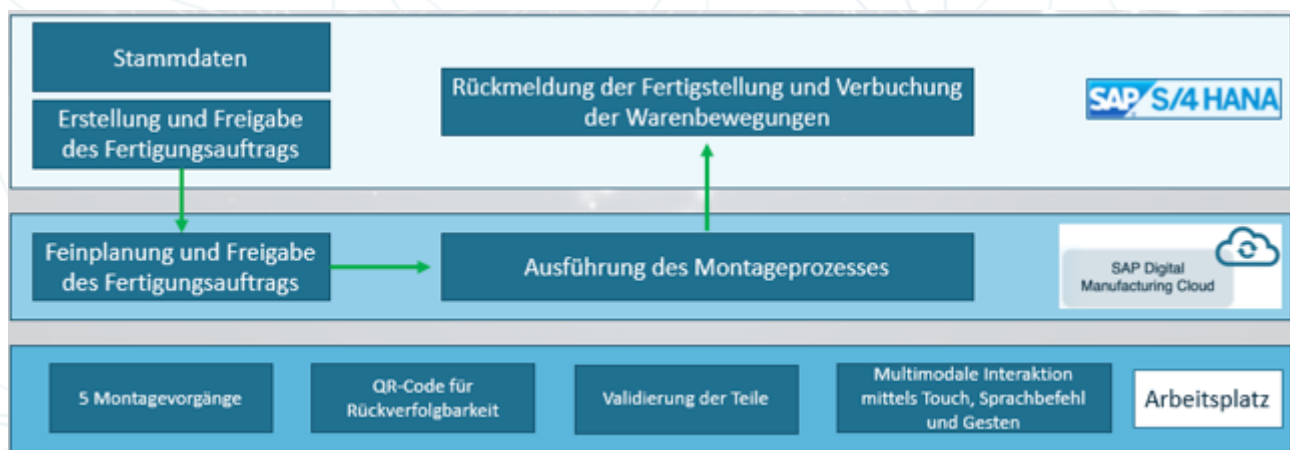 Stammdaten
Erstellung und Freigabe
des Fertigungsauftrags
Rückmeldung der Fertigstellung und Verbuchung
der Warenbewegungen
SAP S/4 HANA
Feinplanung und Freigabe
des Fertigungsauftrags
Ausführung des Montageprozesses
SAP Digital
Manufacturing Cloud
5 Montagevorgänge
QR-Code für
Rückverfolgbarkeit
Validierung der Teile
Multimodale Interaktion
mittels Touch, Sprachbefehl
und Gesten
Arbeitsplatz